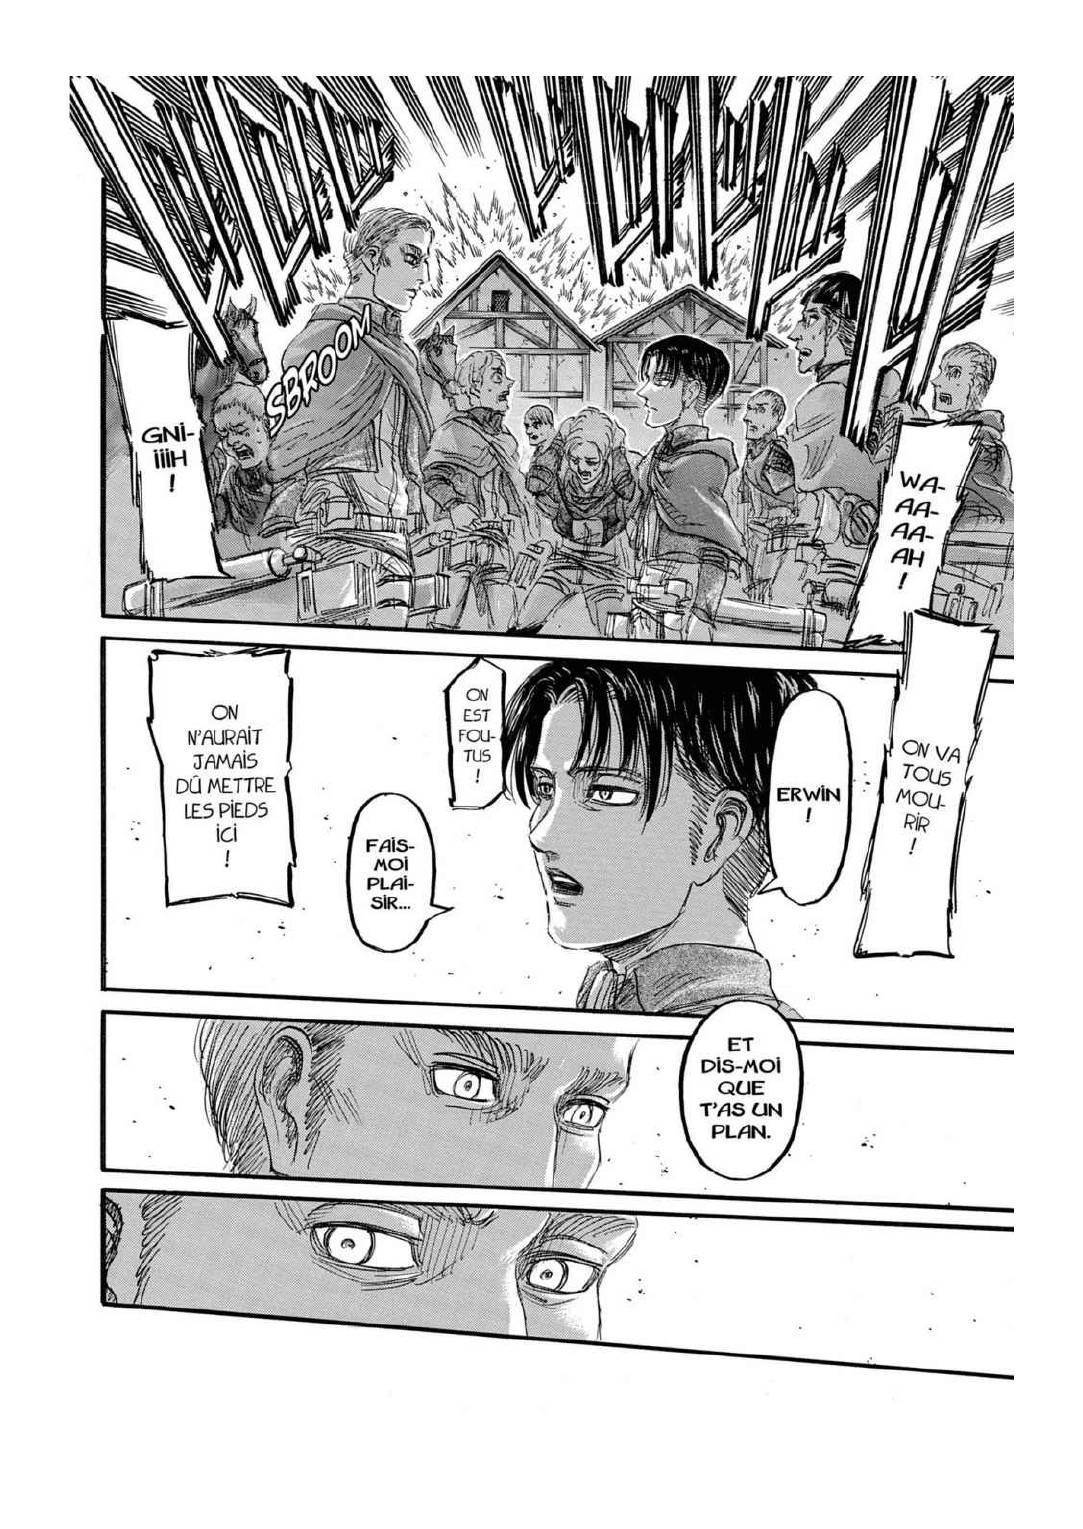 WA-
AA-
AA-
AH
!
SBROOM
GNI-
IIIH
!
ON VA
TOUS
MOU-
RIR
!
ERWIN
!
ON
EST
FOU-
TUS
!
FAIS-
MOI
PLAI-
SIR...
ON
N'AURAIT
JAMAIS
DÛ METTRE
LES PIEDS
ICI
!
ET
DIS-MOI
QUE
T'AS UN
PLAN.